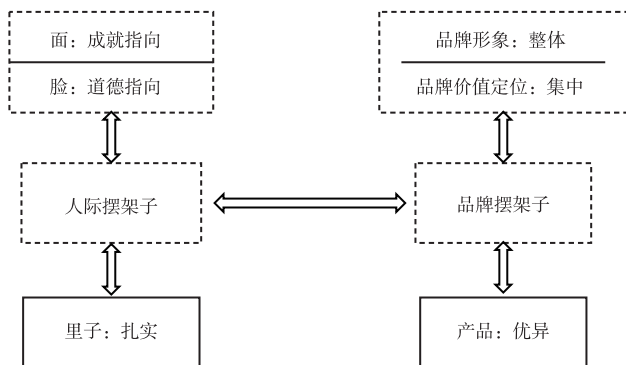 面：成就指向
脸：道德指向
人际摆架子
里子：扎实
品牌形象：整体
品牌价值定位：集中
品牌摆架子
产品：优异